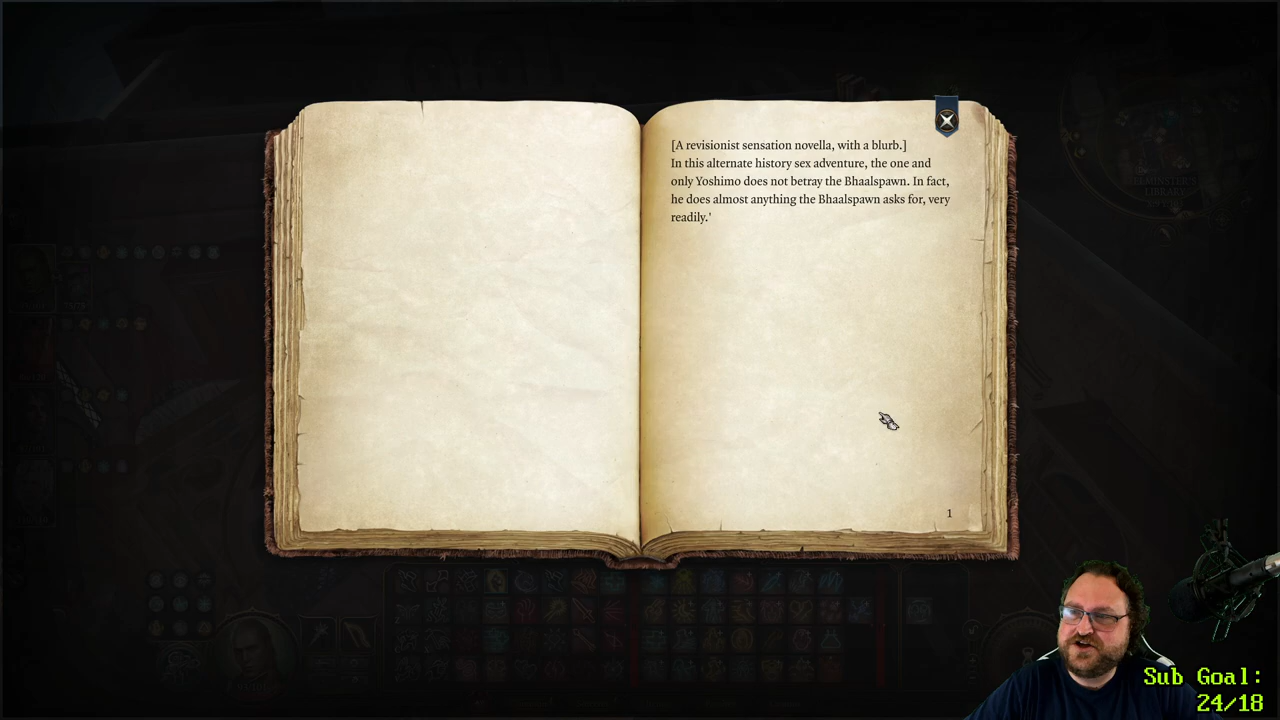 [A revisionist sensation novella, with a blurb.]
In this alternate history sex adventure, the one and
only Yoshimo does not betray the Bhaalspawn. In fact,
he does almost anything the Bhaalspawn asks for, very
readily.'
1
ELMINSTER'S
LIBRARY
Sub Goal:
24/18